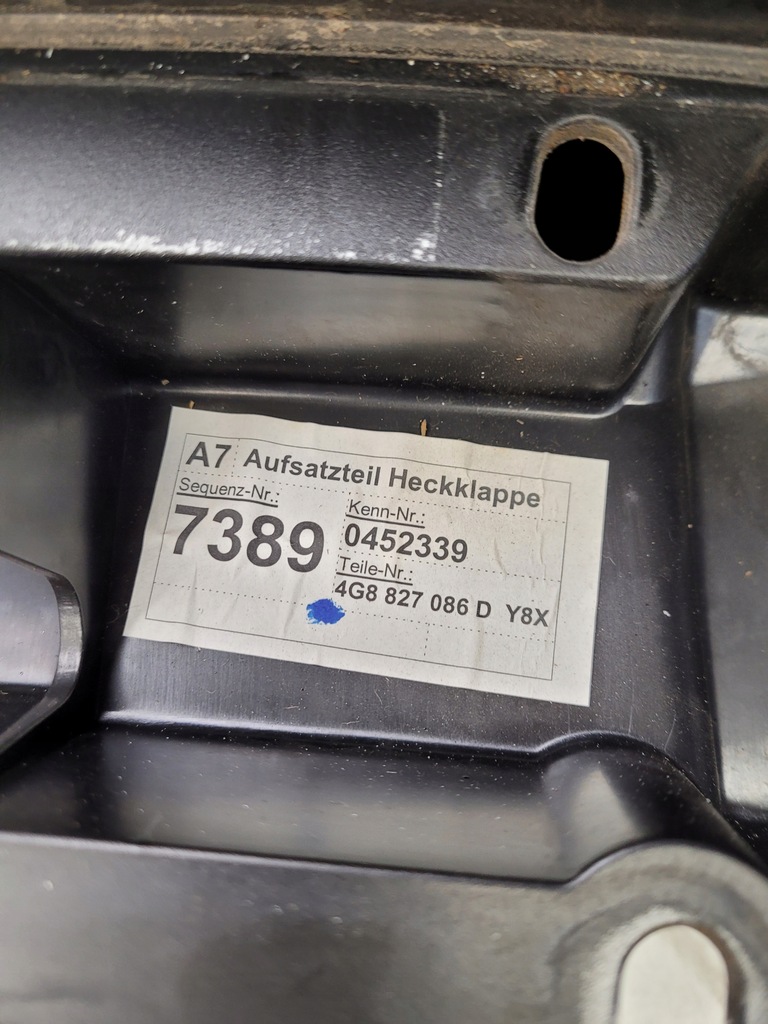 A7 Aufsatzteil Heckklappe
Sequenz-Nr.:
7389
Kenn-Nr.:
0452339
Teile-Nr.:
4G8 827 086 D Y8X